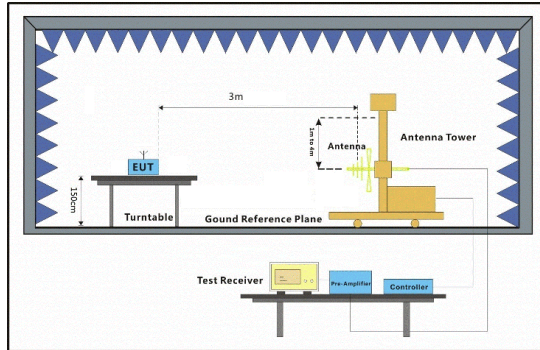 3m
1m to 4m
Antenna
Antenna Tower
EUT
150cm
Turntable
Gound Reference Plane
Test Receiver
Pre-Amplifier
Controller